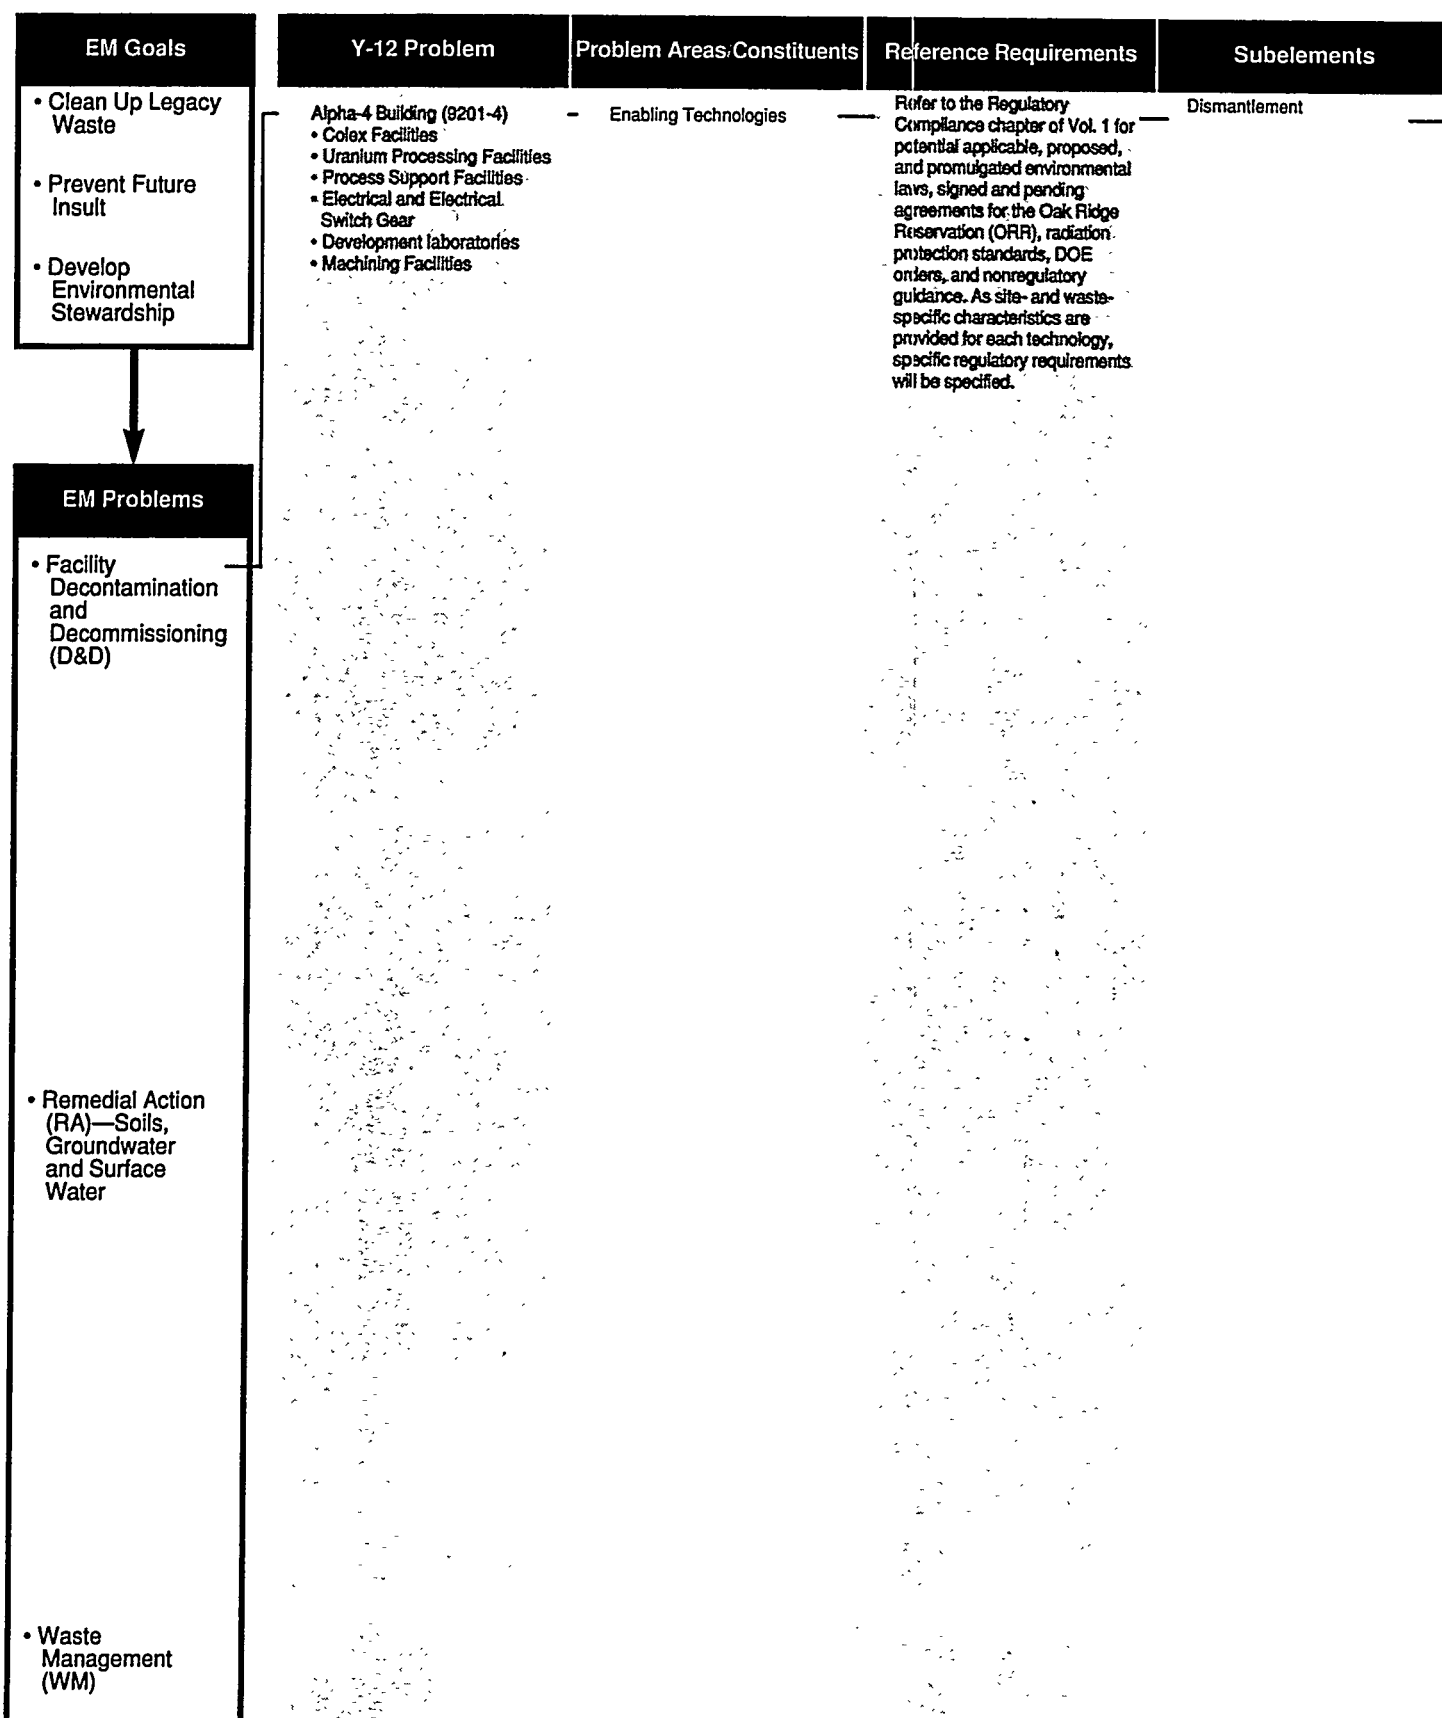 EM Goals
• Clean Up Legacy
Waste
• Prevent Future
Insult
• Develop
Environmental
Stewardship
EM Problems
• Facility
Decontamination
and
Decommissioning
(D&D)
• Remedial Action
(RA)—Soils,
Groundwater
and Surface
Water
• Waste
Management
(WM)
Y-12 Problem
Alpha-4 Building (9201-4)
• Colex Facilities
• Uranium Processing Facilities
• Process Support Facilities
• Electrical and Electrical
Switch Gear
• Development laboratories
• Machining Facilities
Problem Areas/Constituents
Enabling Technologies
Reference Requirements
Refer to the Regulatory
Compliance chapter of Vol. 1 for
potential applicable, proposed,
and promulgated environmental
laws, signed and pending
agreements for the Oak Ridge
Reservation (ORR), radiation
protection standards, DOE
orders, and nonregulatory
guidance. As site- and waste-
specific characteristics are
provided for each technology,
specific regulatory requirements
will be specified.
Subelements
Dismantlement